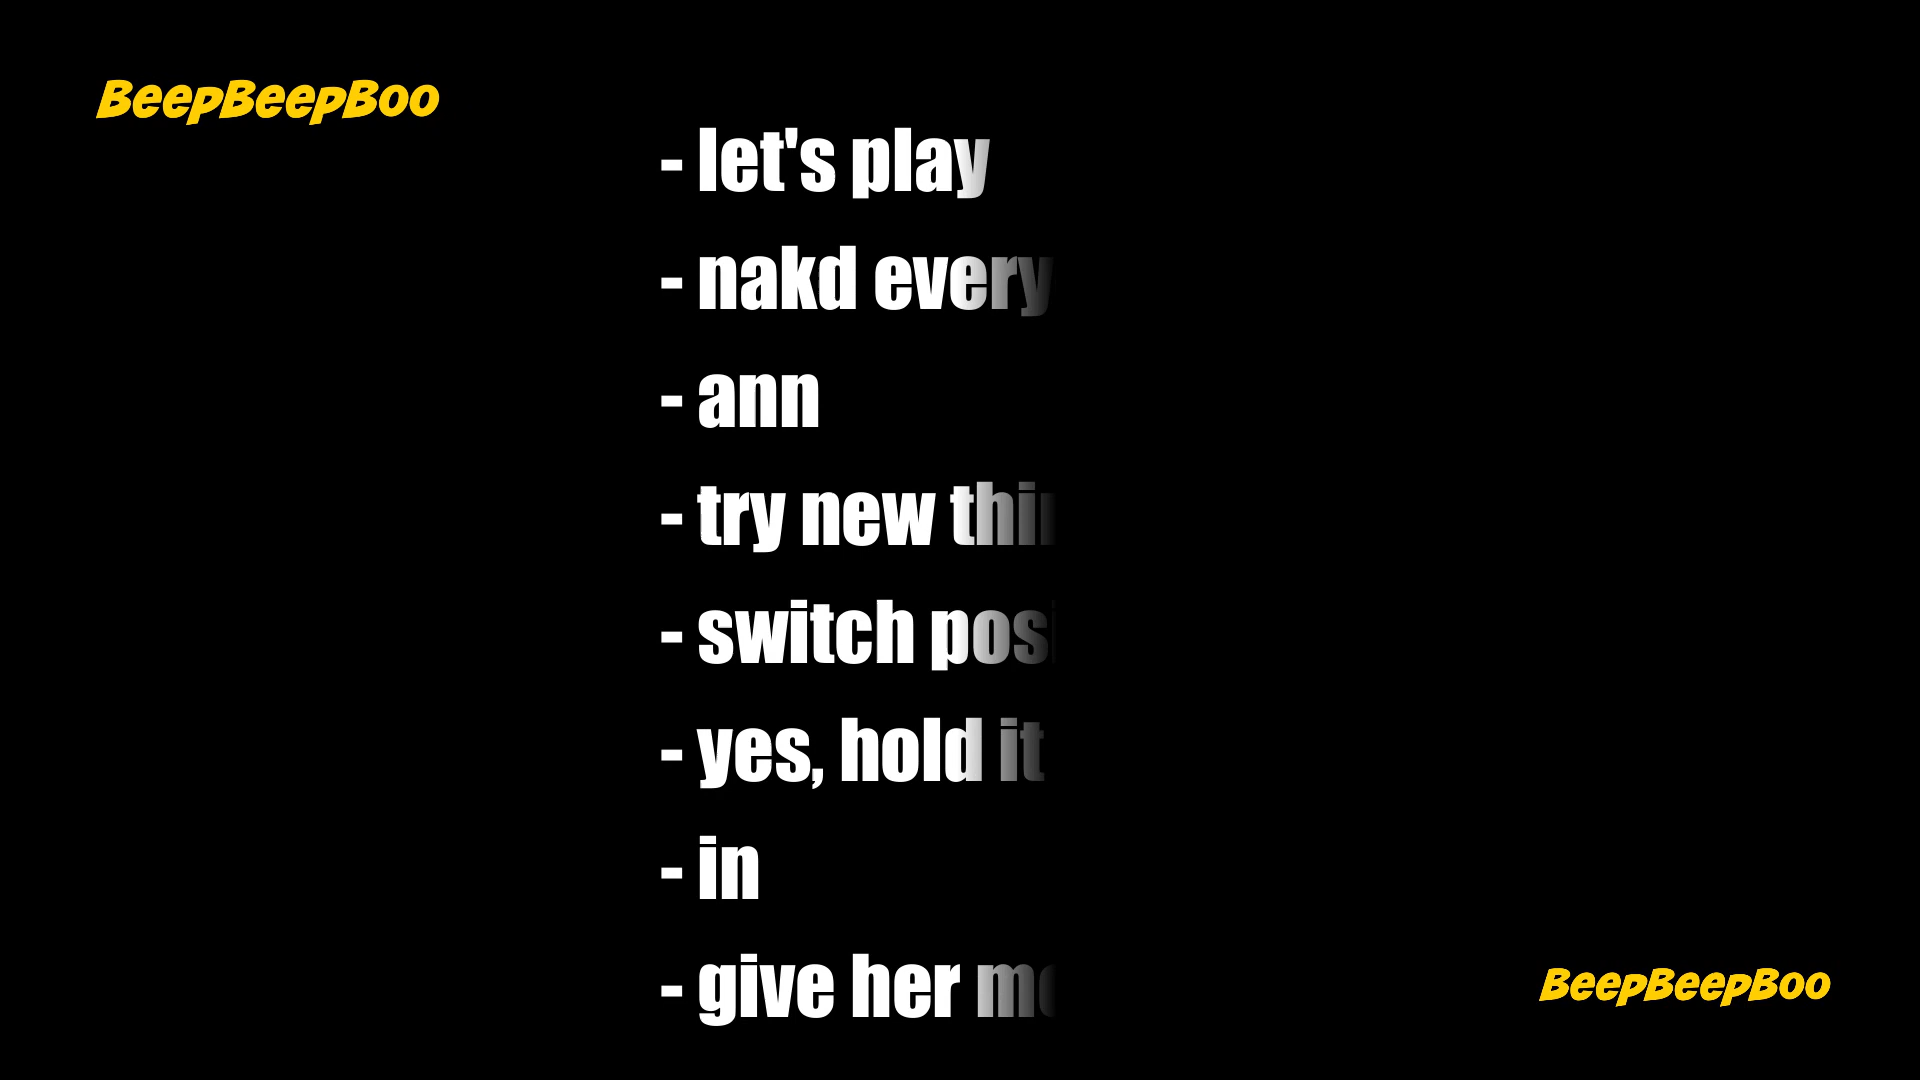 BeepBeepBoo
- let's play
- nakd every
- ann
- try new
- switch
- yes, hold it
- in
- give her
BeepBeepBoo